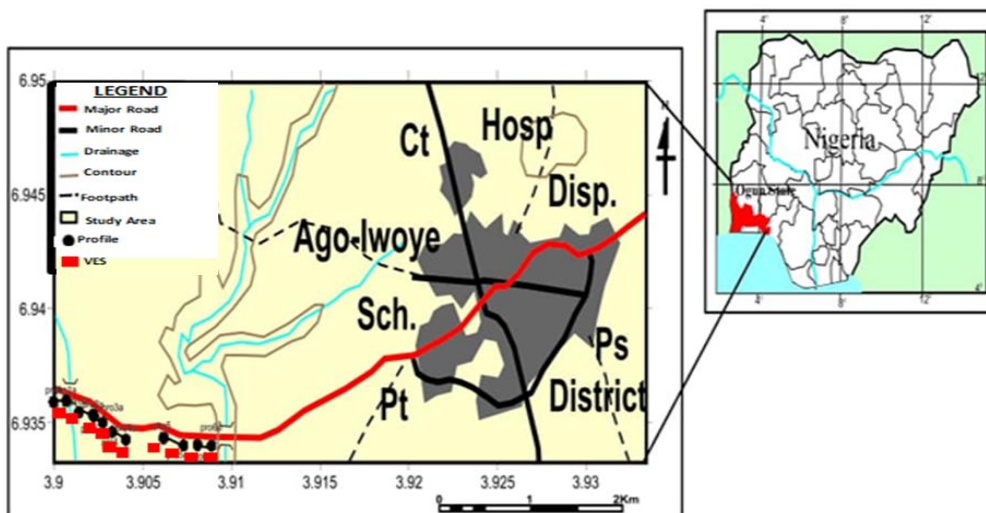 6.95
6.945
6.94
6.935
LEGEND
Major Road
Minor Road
Drainage
Contour
Footpath
Study Area
Profile
VES
Ct
Hosp
Disp.
Ago-Iwoye
Sch.
Ps
Pt
District
3.9
3.905
3.91
3.915
3.92
3.925
3.93
0
1
2Km
4°
8°
12°
12
8
4°
Nigeria
Ogun State
4°
8°
12°